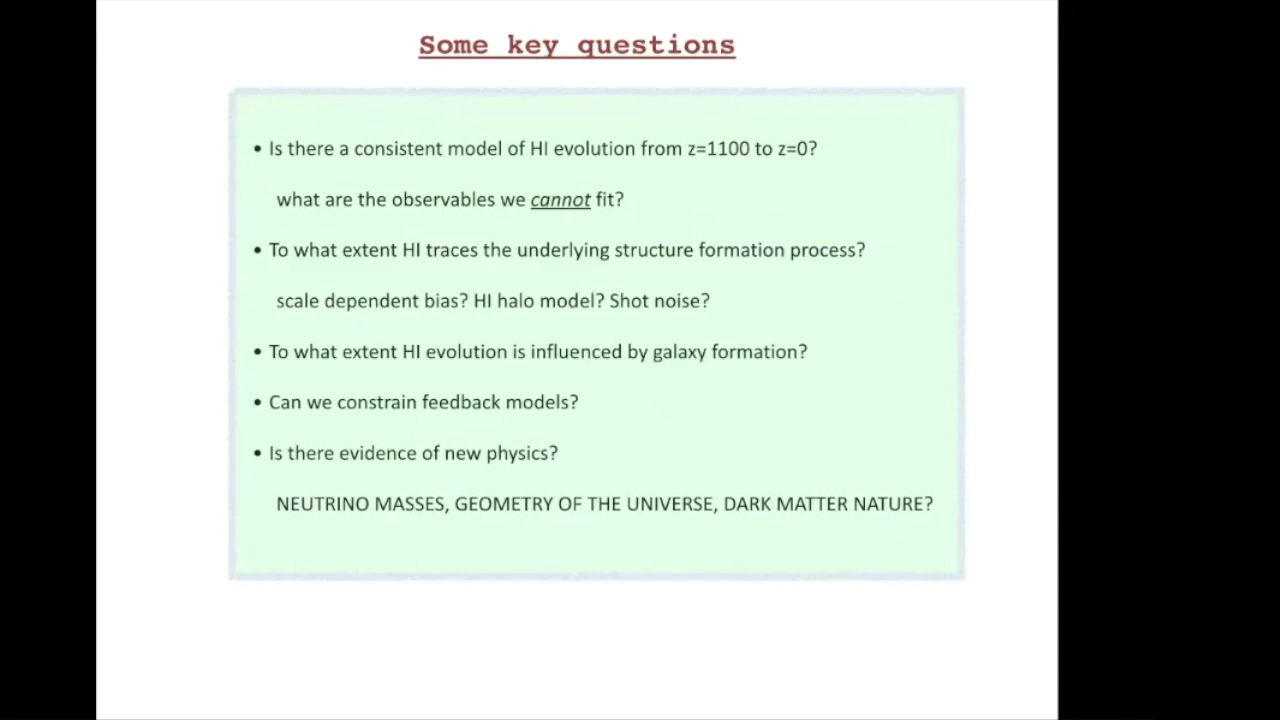 Some key questions
• Is there a consistent model of HI evolution from z=1100 to z=0?
what are the observables we cannot fit?
• To what extent HI traces the underlying structure formation process?
scale dependent bias? HI halo model? Shot noise?
• To what extent HI evolution is influenced by galaxy formation?
• Can we constrain feedback models?
• Is there evidence of new physics?
NEUTRINO MASSES, GEOMETRY OF THE UNIVERSE, DARK MATTER NATURE?